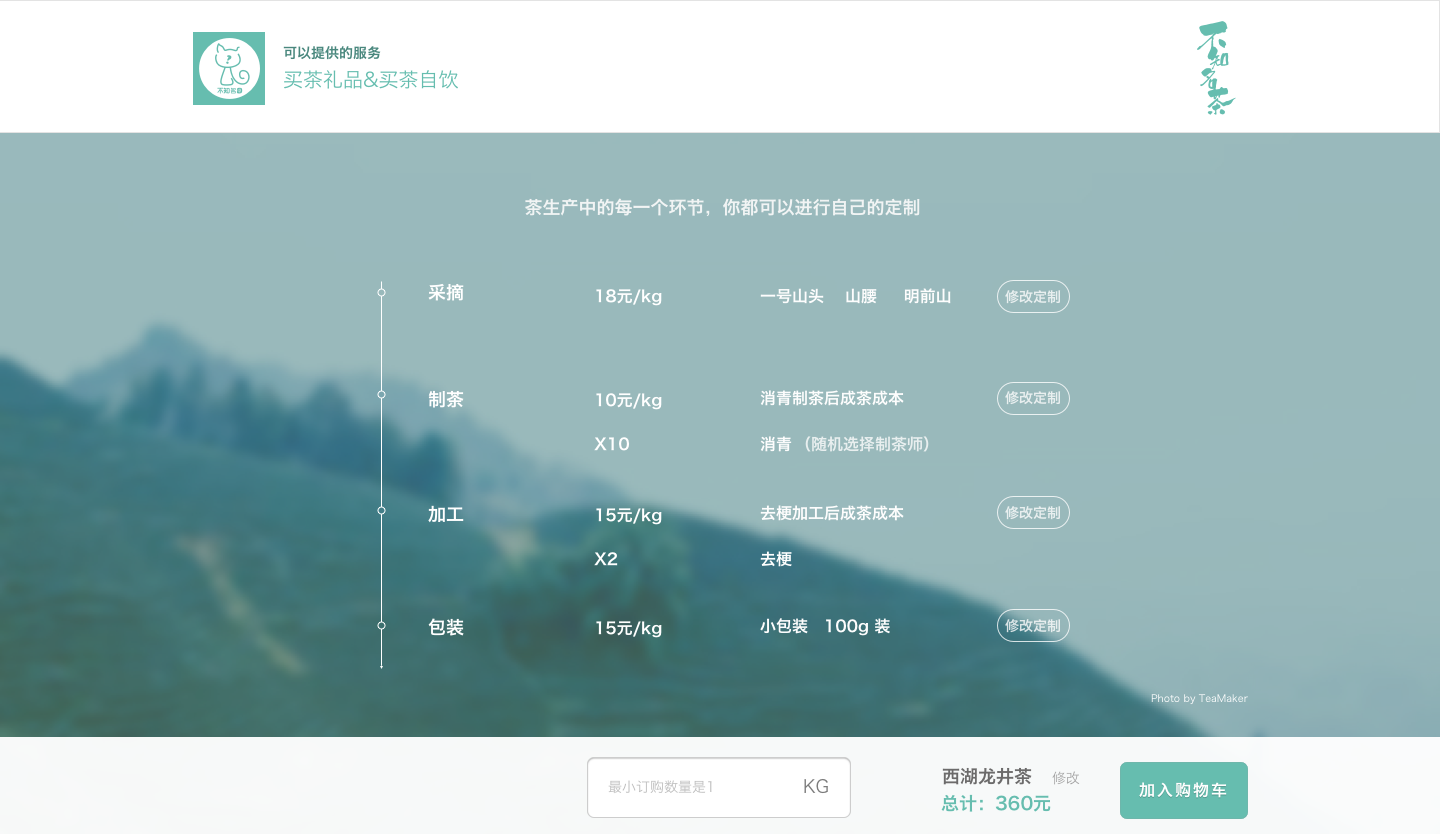 可以提供的服务
买茶礼品&买茶自饮
不知名茶
不知名茶
茶生产中的每一个环节，你都可以进行自己的定制
采摘 18元/kg 一号山头 山腰 明前山 修改定制
制茶 10元/kg 消青制茶后成茶成本 修改定制
X10 消青 （随机选择制茶师）
加工 15元/kg 去梗加工后成茶成本 修改定制
X2 去梗
包装 15元/kg 小包装 100g 装 修改定制
Photo by TeaMaker
最小订购数量是1 KG
西湖龙井茶 修改
总计：360元
加入购物车